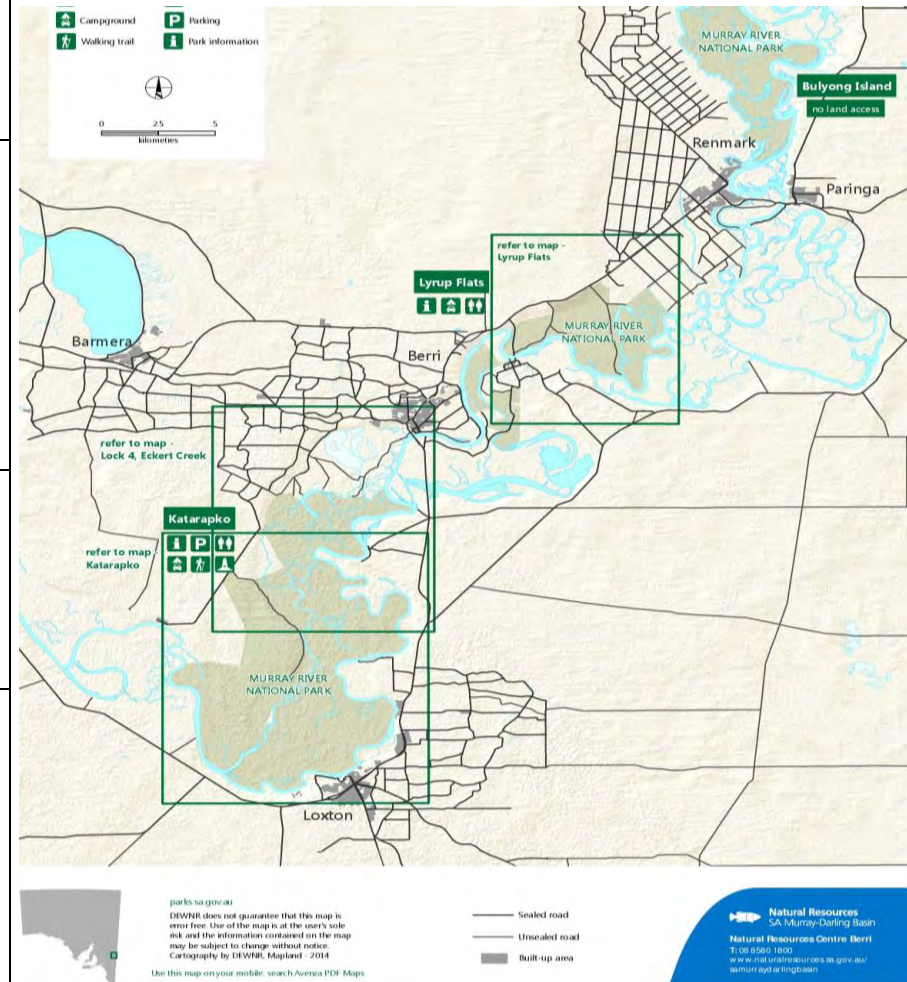 Campground
Parking
Walking trail
Park information
0 2.5 5
kilometres
MURRAY RIVER
NATIONAL PARK
Bulyong Island
no land access
Renmark
Paringa
refer to map -
Lyrup Flats
Lyrup Flats
MURRAY RIVER
NATIONAL PARK
Barmera
Berri
refer to map -
Lock 4, Eckert Creek
Katarapko
refer to map
Katarapko
MURRAY RIVER
NATIONAL PARK
Loxton
parks.sa.gov.au
DEWNR does not guarantee that this map is
error free. Use of the map is at the user's sole
risk and the information contained on the map
may be subject to change without notice.
Cartography by DEWNR, Mapland - 2014
Use this map on your mobile: search Avenza PDF Maps
Sealed road
Unsealed road
Built-up area
Natural Resources
SA Murray-Darling Basin
Natural Resources Centre Berri
T: 08 8580 1800
www.naturalresources.sa.gov.au/
samurraydarlingbasin